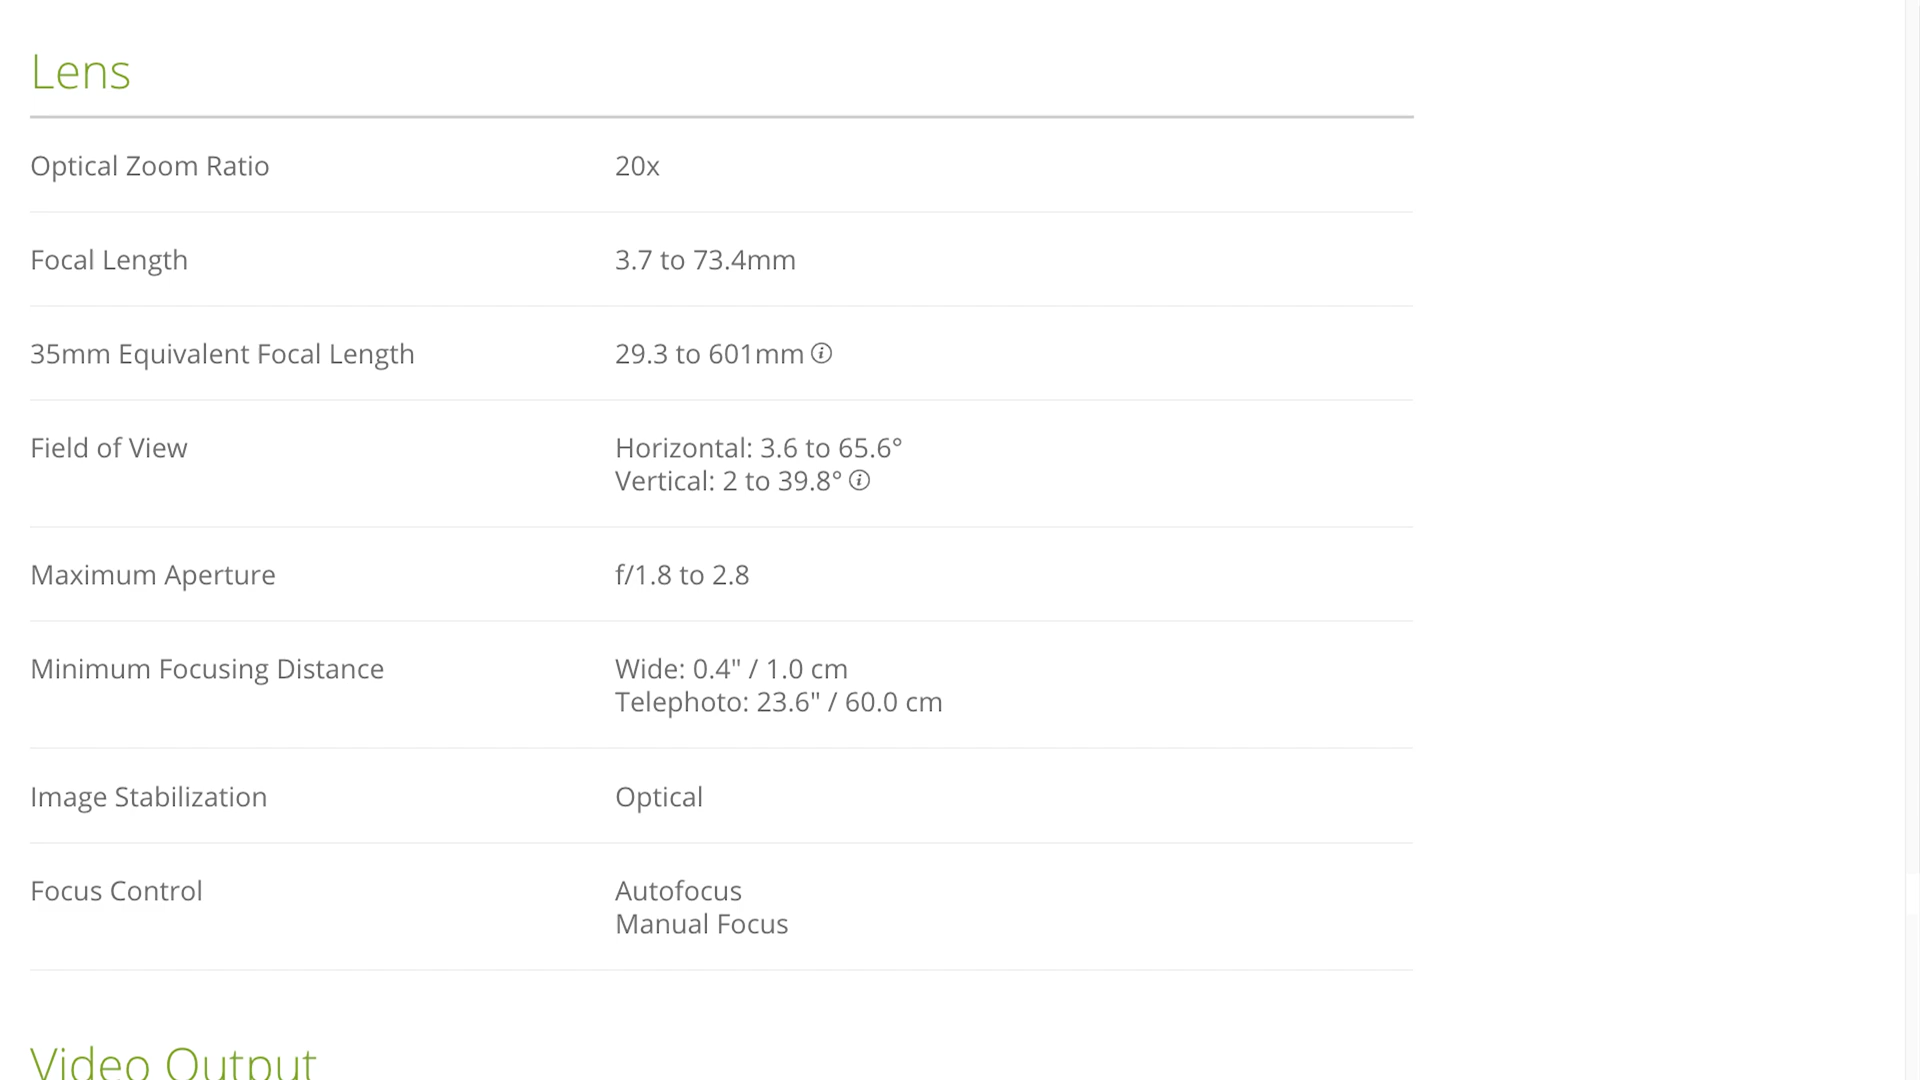 Lens
Optical Zoom Ratio 20x
Focal Length 3.7 to 73.4mm
35mm Equivalent Focal Length 29.3 to 601mm ⓘ
Field of View Horizontal: 3.6 to 65.6°
Vertical: 2 to 39.8° ⓘ
Maximum Aperture f/1.8 to 2.8
Minimum Focusing Distance Wide: 0.4" / 1.0 cm
Telephoto: 23.6" / 60.0 cm
Image Stabilization Optical
Focus Control Autofocus
Manual Focus
Video Output